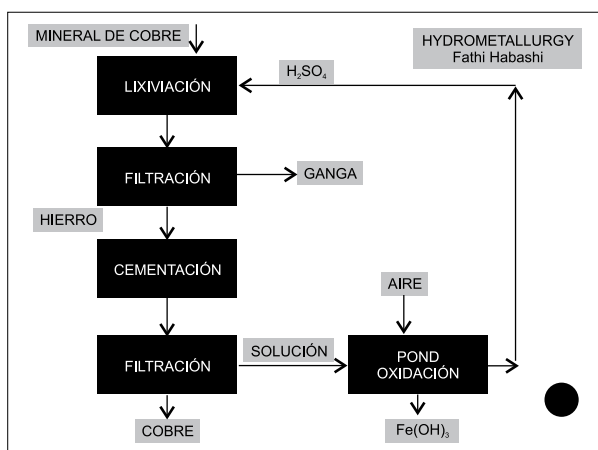 MINERAL DE COBRE
HYDROMETALLURGY
Fathi Habashi
H₂SO₄
LIXIVIACIÓN
FILTRACIÓN
GANGA
HIERRO
CEMENTACIÓN
AIRE
FILTRACIÓN
SOLUCIÓN
POND
OXIDACIÓN
COBRE
Fe(OH)₃